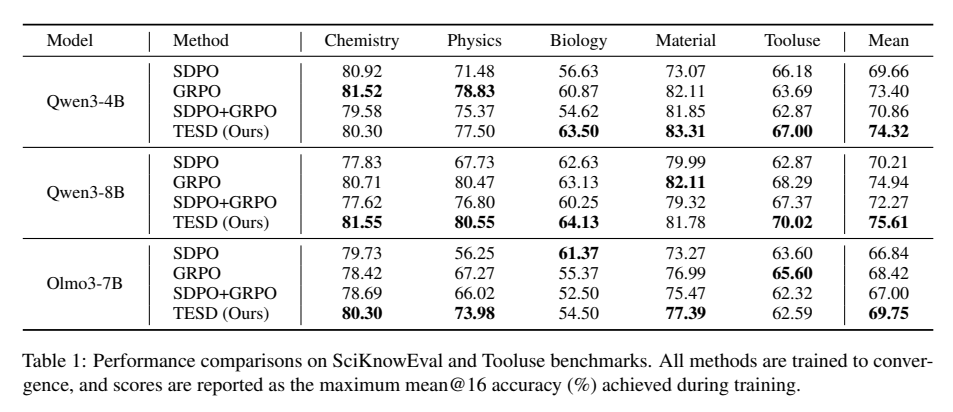 Model Method Chemistry Physics Biology Material Tooluse Mean
Qwen3-4B
SDPO 80.92 71.48 56.63 73.07 66.18 69.66
GRPO 81.52 78.83 60.87 82.11 63.69 73.40
SDPO+GRPO 79.58 75.37 54.62 81.85 62.87 70.86
TESD (Ours) 80.30 77.50 63.50 83.31 67.00 74.32
Qwen3-8B
SDPO 77.83 67.73 62.63 79.99 62.87 70.21
GRPO 80.71 80.47 63.13 82.11 68.29 74.94
SDPO+GRPO 77.62 76.80 60.25 79.32 67.37 72.27
TESD (Ours) 81.55 80.55 64.13 81.78 70.02 75.61
Olmo3-7B
SDPO 79.73 56.25 61.37 73.27 63.60 66.84
GRPO 78.42 67.27 55.37 76.99 65.60 68.42
SDPO+GRPO 78.69 66.02 52.50 75.47 62.32 67.00
TESD (Ours) 80.30 73.98 54.50 77.39 62.59 69.75
Table 1: Performance comparisons on SciKnowEval and Tooluse benchmarks. All methods are trained to conver-
gence, and scores are reported as the maximum mean@16 accuracy (%) achieved during training.